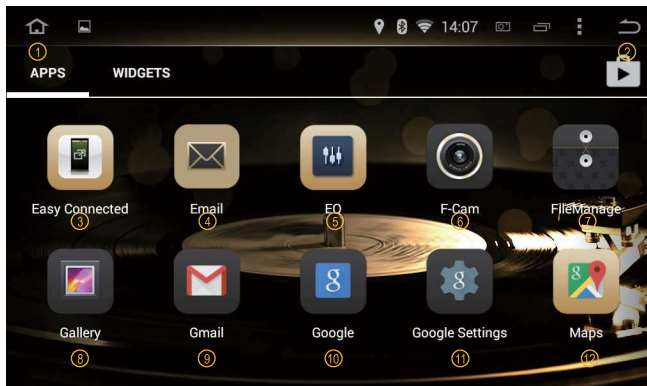 14:07
① ②
APPS WIDGETS
Easy Connected Email EQ F-Cam FileManage
③ ④ ⑤ ⑥ ⑦
Gallery Gmail Google Google Settings Maps
⑧ ⑨ ⑩ ⑪ ⑫